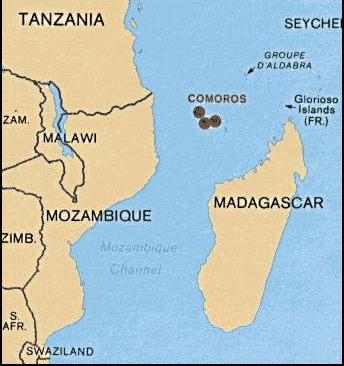 TANZANIA
SEYCHE
GROUPE
D'ALDABRA
COMOROS
Glorioso
Islands
(FR.)
ZAM.
MALAWI
MADAGASCAR
MOZAMBIQUE
ZIMB.
Mozambique
Channel
S.
AFR.
SWAZILAND